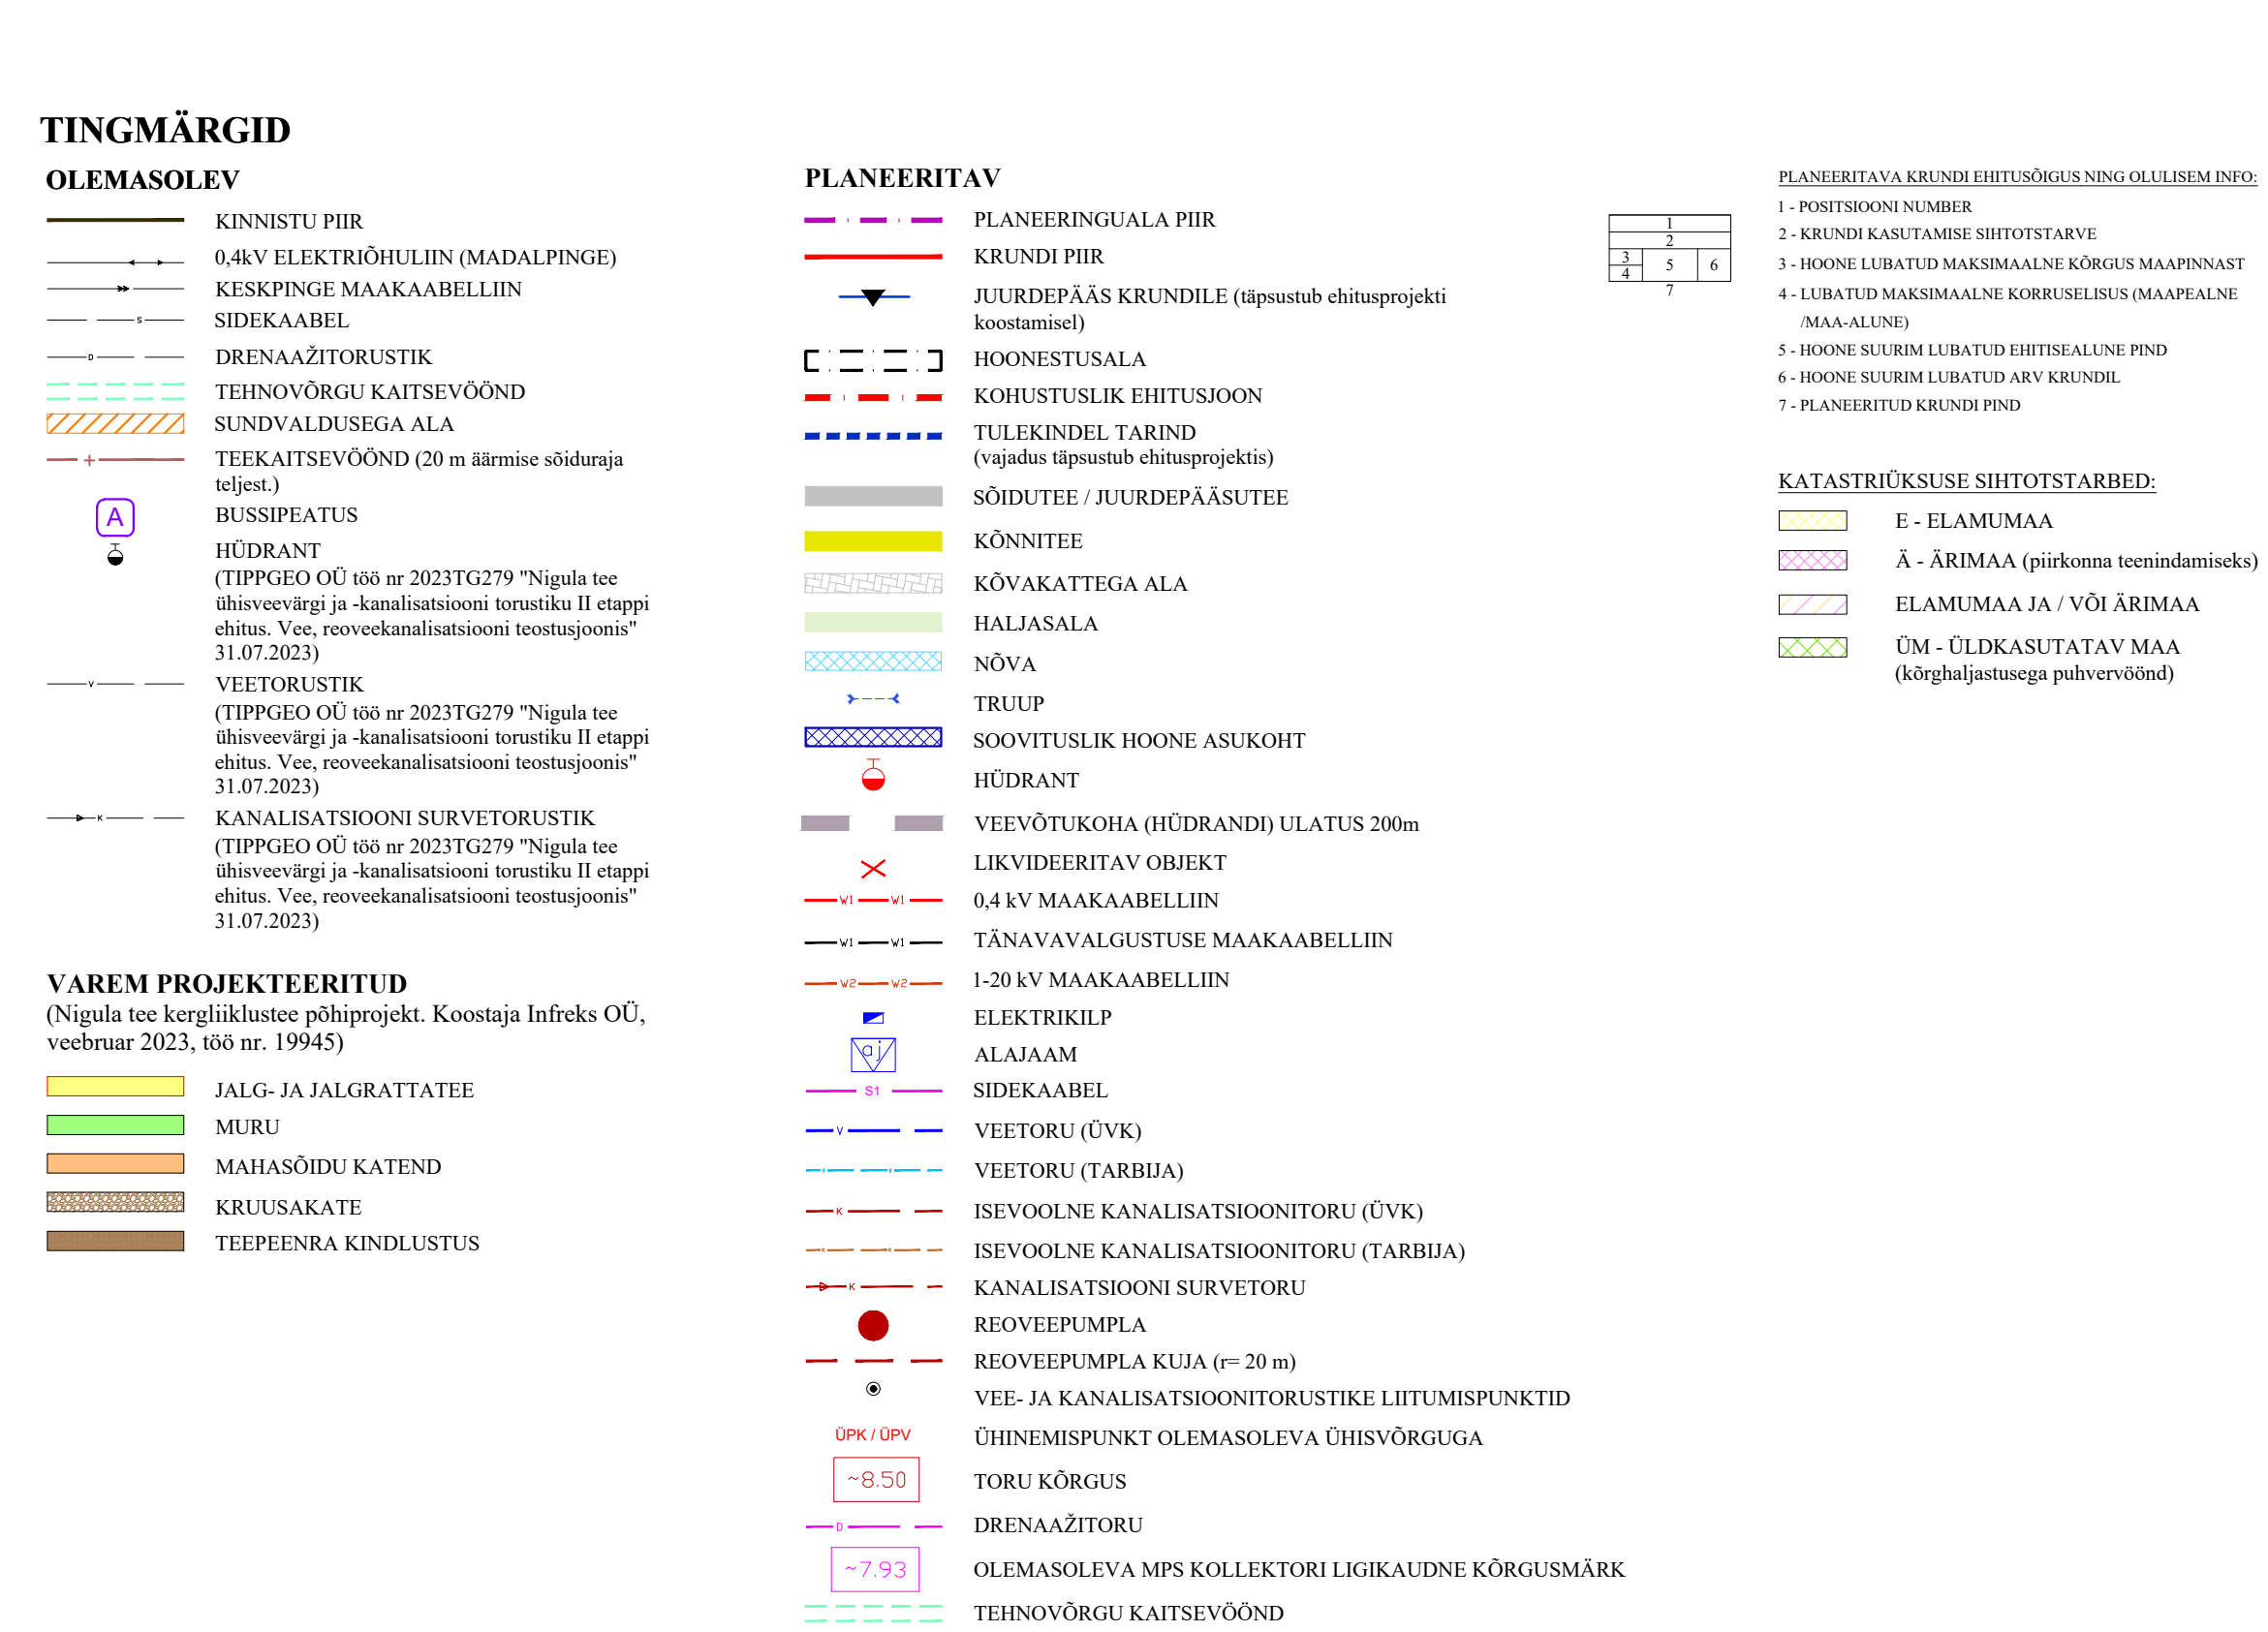 TINGMÄRGID
OLEMASOLEV
KINNISTU PIIR
0,4kV ELEKTRIÕHULIIN (MADALPINGE)
KESKPINGE MAAKAABELLIIN
S
SIDEKAABEL
D
DRENAAŽITORUSTIK
TEHNOVÕRGU KAITSEVÖÖND
SUNDVALDUSEGA ALA
TEEKAITSEVÖÖND (20 m äärmise sõiduraja
teljest.)
A
BUSSIPEATUS
HÜDRANT
(TIPPGEO OÜ töö nr 2023TG279 "Nigula tee
ühisveevärgi ja -kanalisatsiooni torustiku II etappi
ehitus. Vee, reoveekanalisatsiooni teostusjoonis"
31.07.2023)
V
VEETORUSTIK
(TIPPGEO OÜ töö nr 2023TG279 "Nigula tee
ühisveevärgi ja -kanalisatsiooni torustiku II etappi
ehitus. Vee, reoveekanalisatsiooni teostusjoonis"
31.07.2023)
K
KANALISATSIOONI SURVETORUSTIK
(TIPPGEO OÜ töö nr 2023TG279 "Nigula tee
ühisveevärgi ja -kanalisatsiooni torustiku II etappi
ehitus. Vee, reoveekanalisatsiooni teostusjoonis"
31.07.2023)
VAREM PROJEKTEERITUD
(Nigula tee kergliiklustee põhiprojekt. Koostaja Infreks OÜ,
veebruar 2023, töö nr. 19945)
JALG- JA JALGRATTATEE
MURU
MAHASÕIDU KATEND
KRUUSAKATE
TEEPEENRA KINDLUSTUS
PLANEERITAV
PLANEERINGUALA PIIR
KRUNDI PIIR
JUURDEPÄÄS KRUNDILE (täpsustub ehitusprojekti
koostamisel)
HOONESTUSALA
KOHUSTUSLIK EHITUSJOON
TULEKINDEL TARIND
(vajadus täpsustub ehitusprojektis)
SÕIDUTEE / JUURDEPÄÄSUTEE
KÕNNITEE
KÕVAKATTEGA ALA
HALJASALA
NÕVA
TRUUP
SOOVITUSLIK HOONE ASUKOHT
HÜDRANT
VEEVÕTUKOHA (HÜDRANDI) ULATUS 200m
LIKVIDEERITAV OBJEKT
W1 W1
0,4 kV MAAKAABELLIIN
W1 W1
TÄNAVAVALGUSTUSE MAAKAABELLIIN
W2 W2
1-20 kV MAAKAABELLIIN
ELEKTRIKILP
aj
ALAJAAM
S1
SIDEKAABEL
V
VEETORU (ÜVK)
V V
VEETORU (TARBIJA)
K
ISEVOOLNE KANALISATSIOONITORU (ÜVK)
K K
ISEVOOLNE KANALISATSIOONITORU (TARBIJA)
K
KANALISATSIOONI SURVETORU
REOVEEPUMPLA
REOVEEPUMPLA KUJA (r= 20 m)
VEE- JA KANALISATSIOONITORUSTIKE LIITUMISPUNKTID
ÜPK / ÜPV
ÜHINEMISPUNKT OLEMASOLEVA ÜHISVÕRGUGA
~8.50
TORU KÕRGUS
D
DRENAAŽITORU
~7.93
OLEMASOLEVA MPS KOLLEKTORI LIGIKAUDNE KÕRGUSMÄRK
TEHNOVÕRGU KAITSEVÖÖND
1
2
3
4
5
6
7
PLANEERITAVA KRUNDI EHITUSÕIGUS NING OLULISEM INFO:
1 - POSITSIOONI NUMBER
2 - KRUNDI KASUTAMISE SIHTOTSTARVE
3 - HOONE LUBATUD MAKSIMAALNE KÕRGUS MAAPINNAST
4 - LUBATUD MAKSIMAALNE KORRUSELISUS (MAAPEALNE
/MAA-ALUNE)
5 - HOONE SUURIM LUBATUD EHITISEALUNE PIND
6 - HOONE SUURIM LUBATUD ARV KRUNDIL
7 - PLANEERITUD KRUNDI PIND
KATASTRIÜKSUSE SIHTOTSTARBED:
E - ELAMUMAA
Ä - ÄRIMAA (piirkonna teenindamiseks)
ELAMUMAA JA / VÕI ÄRIMAA
ÜM - ÜLDKASUTATAV MAA
(kõrghaljastusega puhvervöönd)